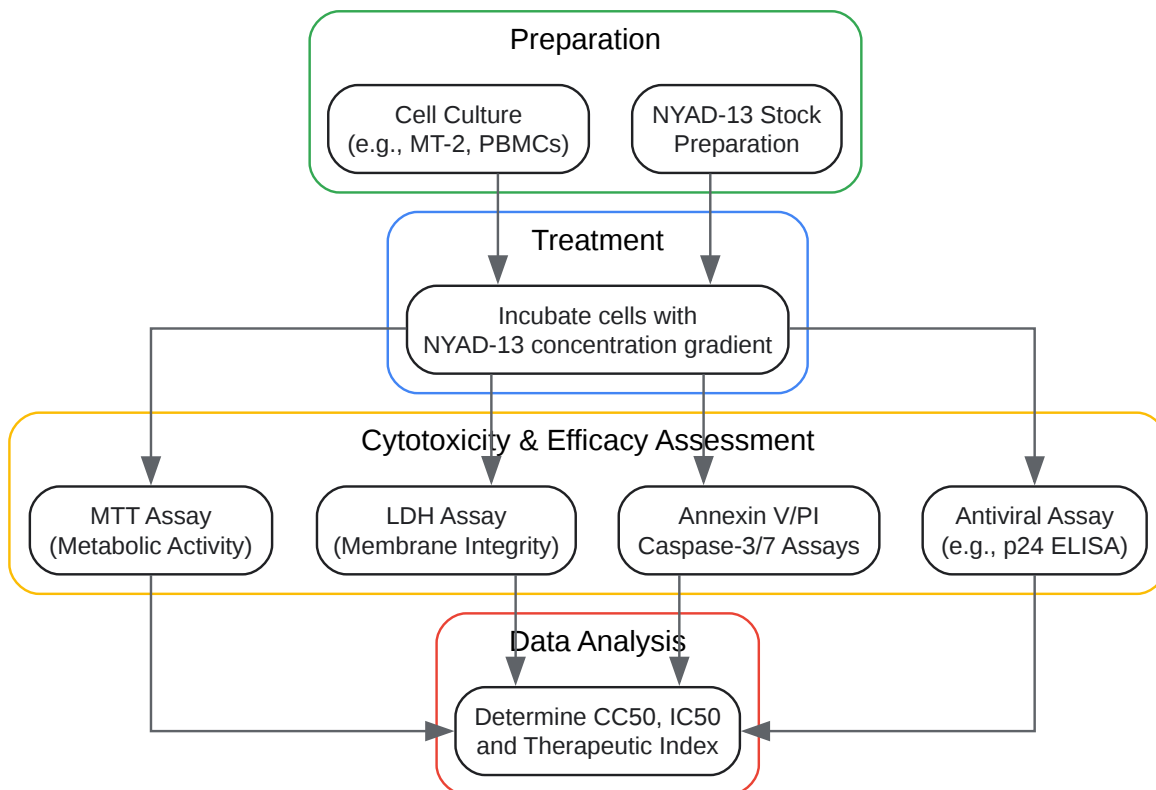 Preparation
Cell Culture
(e.g., MT-2, PBMCs)
NYAD-13 Stock
Preparation
Treatment
Incubate cells with
NYAD-13 concentration gradient
Cytotoxicity & Efficacy Assessment
MTT Assay
(Metabolic Activity)
LDH Assay
(Membrane Integrity)
Annexin V/PI
Caspase-3/7 Assays
Antiviral Assay
(e.g., p24 ELISA)
Data Analysis
Determine CC50, IC50
and Therapeutic Index